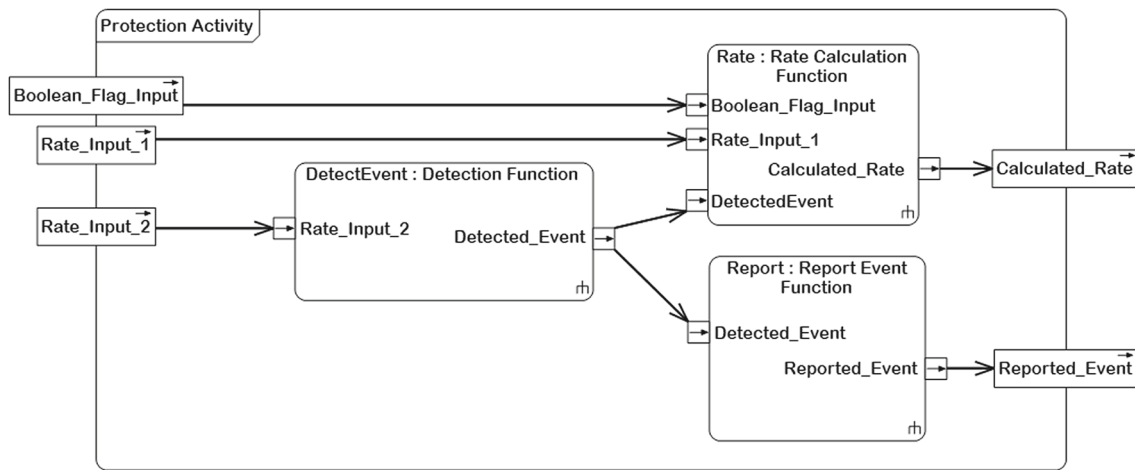 Protection Activity
Boolean_Flag_Input
Rate_Input_1
Rate_Input_2
DetectEvent : Detection Function
Rate_Input_2
Detected_Event
Rate : Rate Calculation
Function
Boolean_Flag_Input
Rate_Input_1
Calculated_Rate
DetectedEvent
Report : Report Event
Function
Detected_Event
Reported_Event
Calculated_Rate
Reported_Event